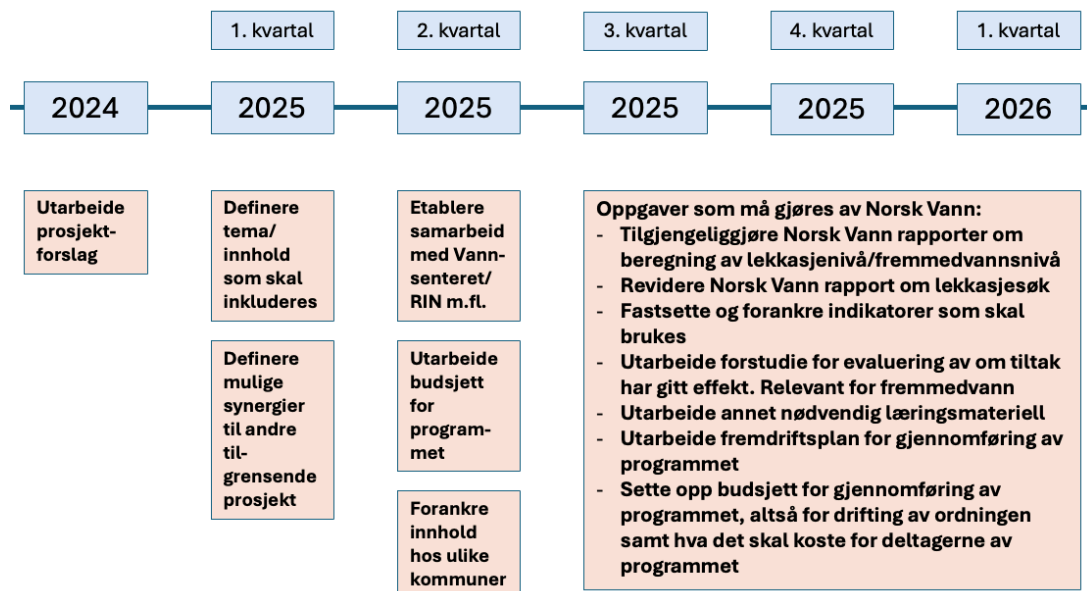 1. kvartal
2. kvartal
3. kvartal
4. kvartal
1. kvartal
2024
2025
2025
2025
2025
2026
Utarbeide
prosjekt-
forslag
Definere
tema/
innhold
som skal
inkluderes
Definere
mulige
synergier
til andre
til-
grensende
prosjekt
Etablere
samarbeid
med Vann-
senteret/
RIN m.fl.
Utarbeide
budsjett
for
program-
met
Forankre
innhold
hos ulike
kommuner
Oppgaver som må gjøres av Norsk Vann:
- Tilgjengeliggjøre Norsk Vann rapporter om
beregning av lekkasjenivå/fremmedvannsnivå
- Revidere Norsk Vann rapport om lekkasjesøk
- Fastsette og forankre indikatorer som skal
brukes
- Utarbeide forstudie for evaluering av om tiltak
har gitt effekt. Relevant for fremmedvann
- Utarbeide annet nødvendig læringsmateriell
- Utarbeide fremdriftsplan for gjennomføring av
programmet
- Sette opp budsjett for gjennomføring av
programmet, altså for drifting av ordningen
samt hva det skal koste for deltagerne av
programmet